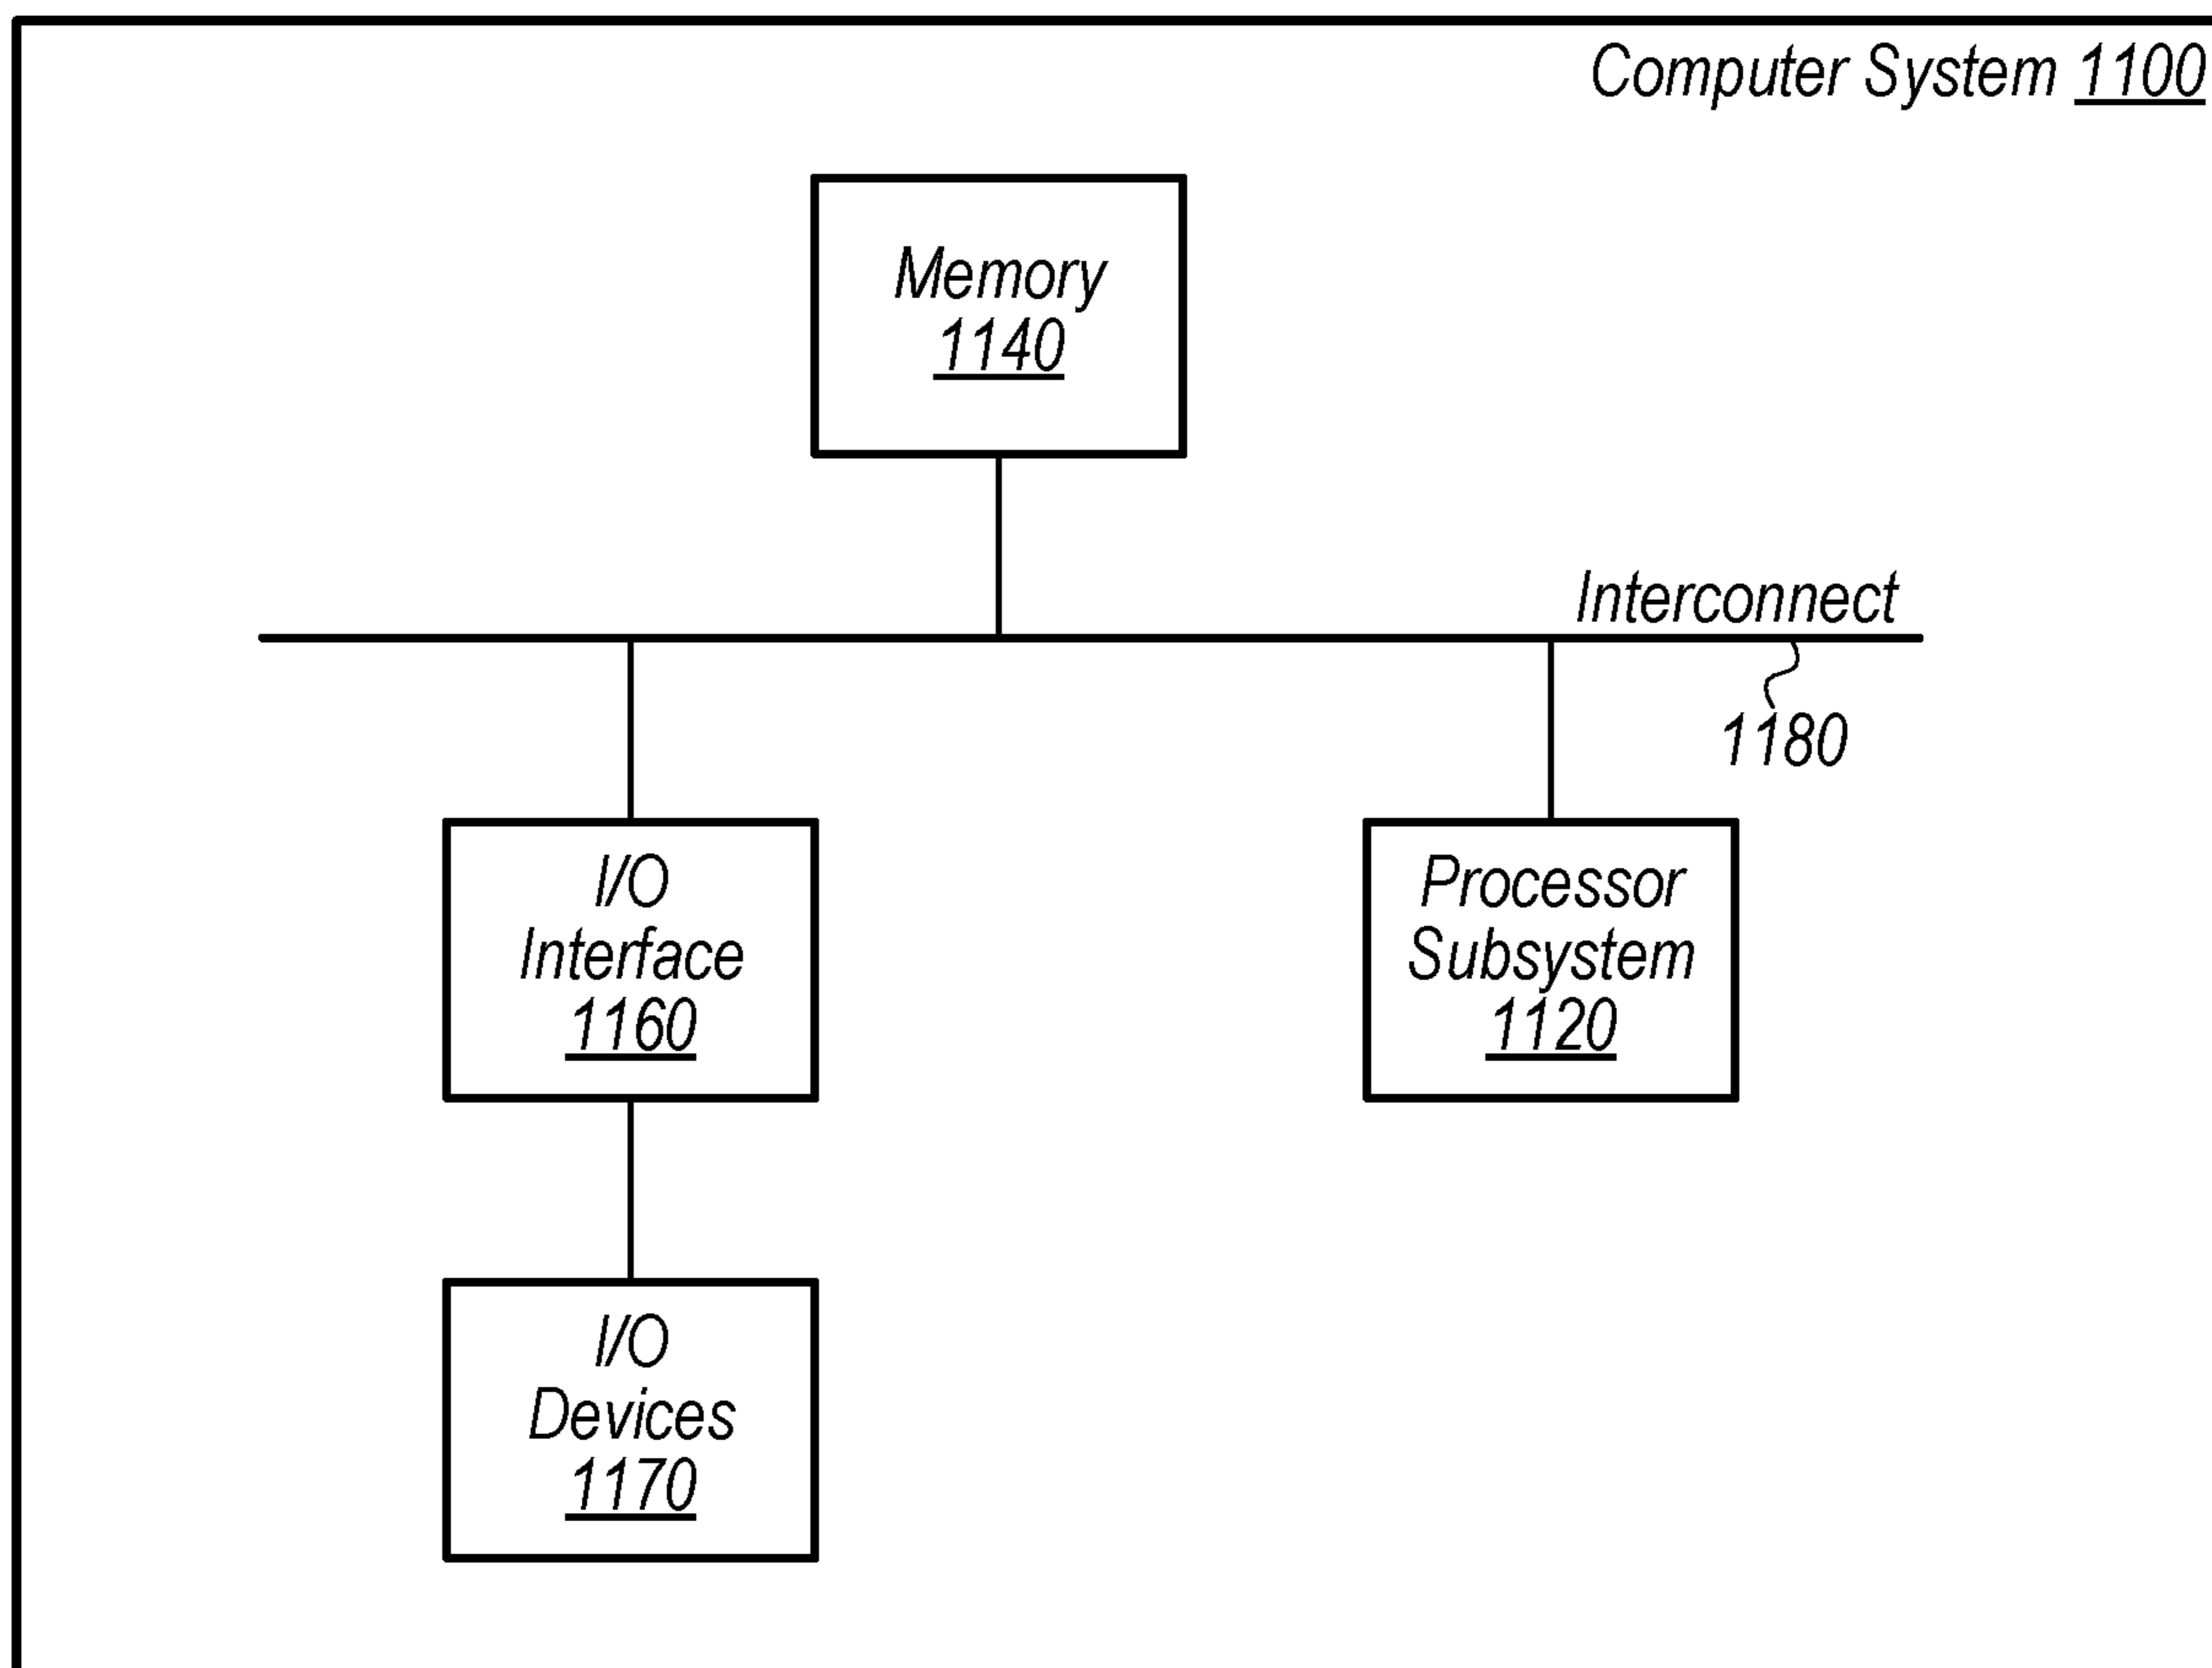 Computer System 1100
Memory
1140
Interconnect
1180
I/O
Interface
1160
Processor
Subsystem
1120
I/O
Devices
1170